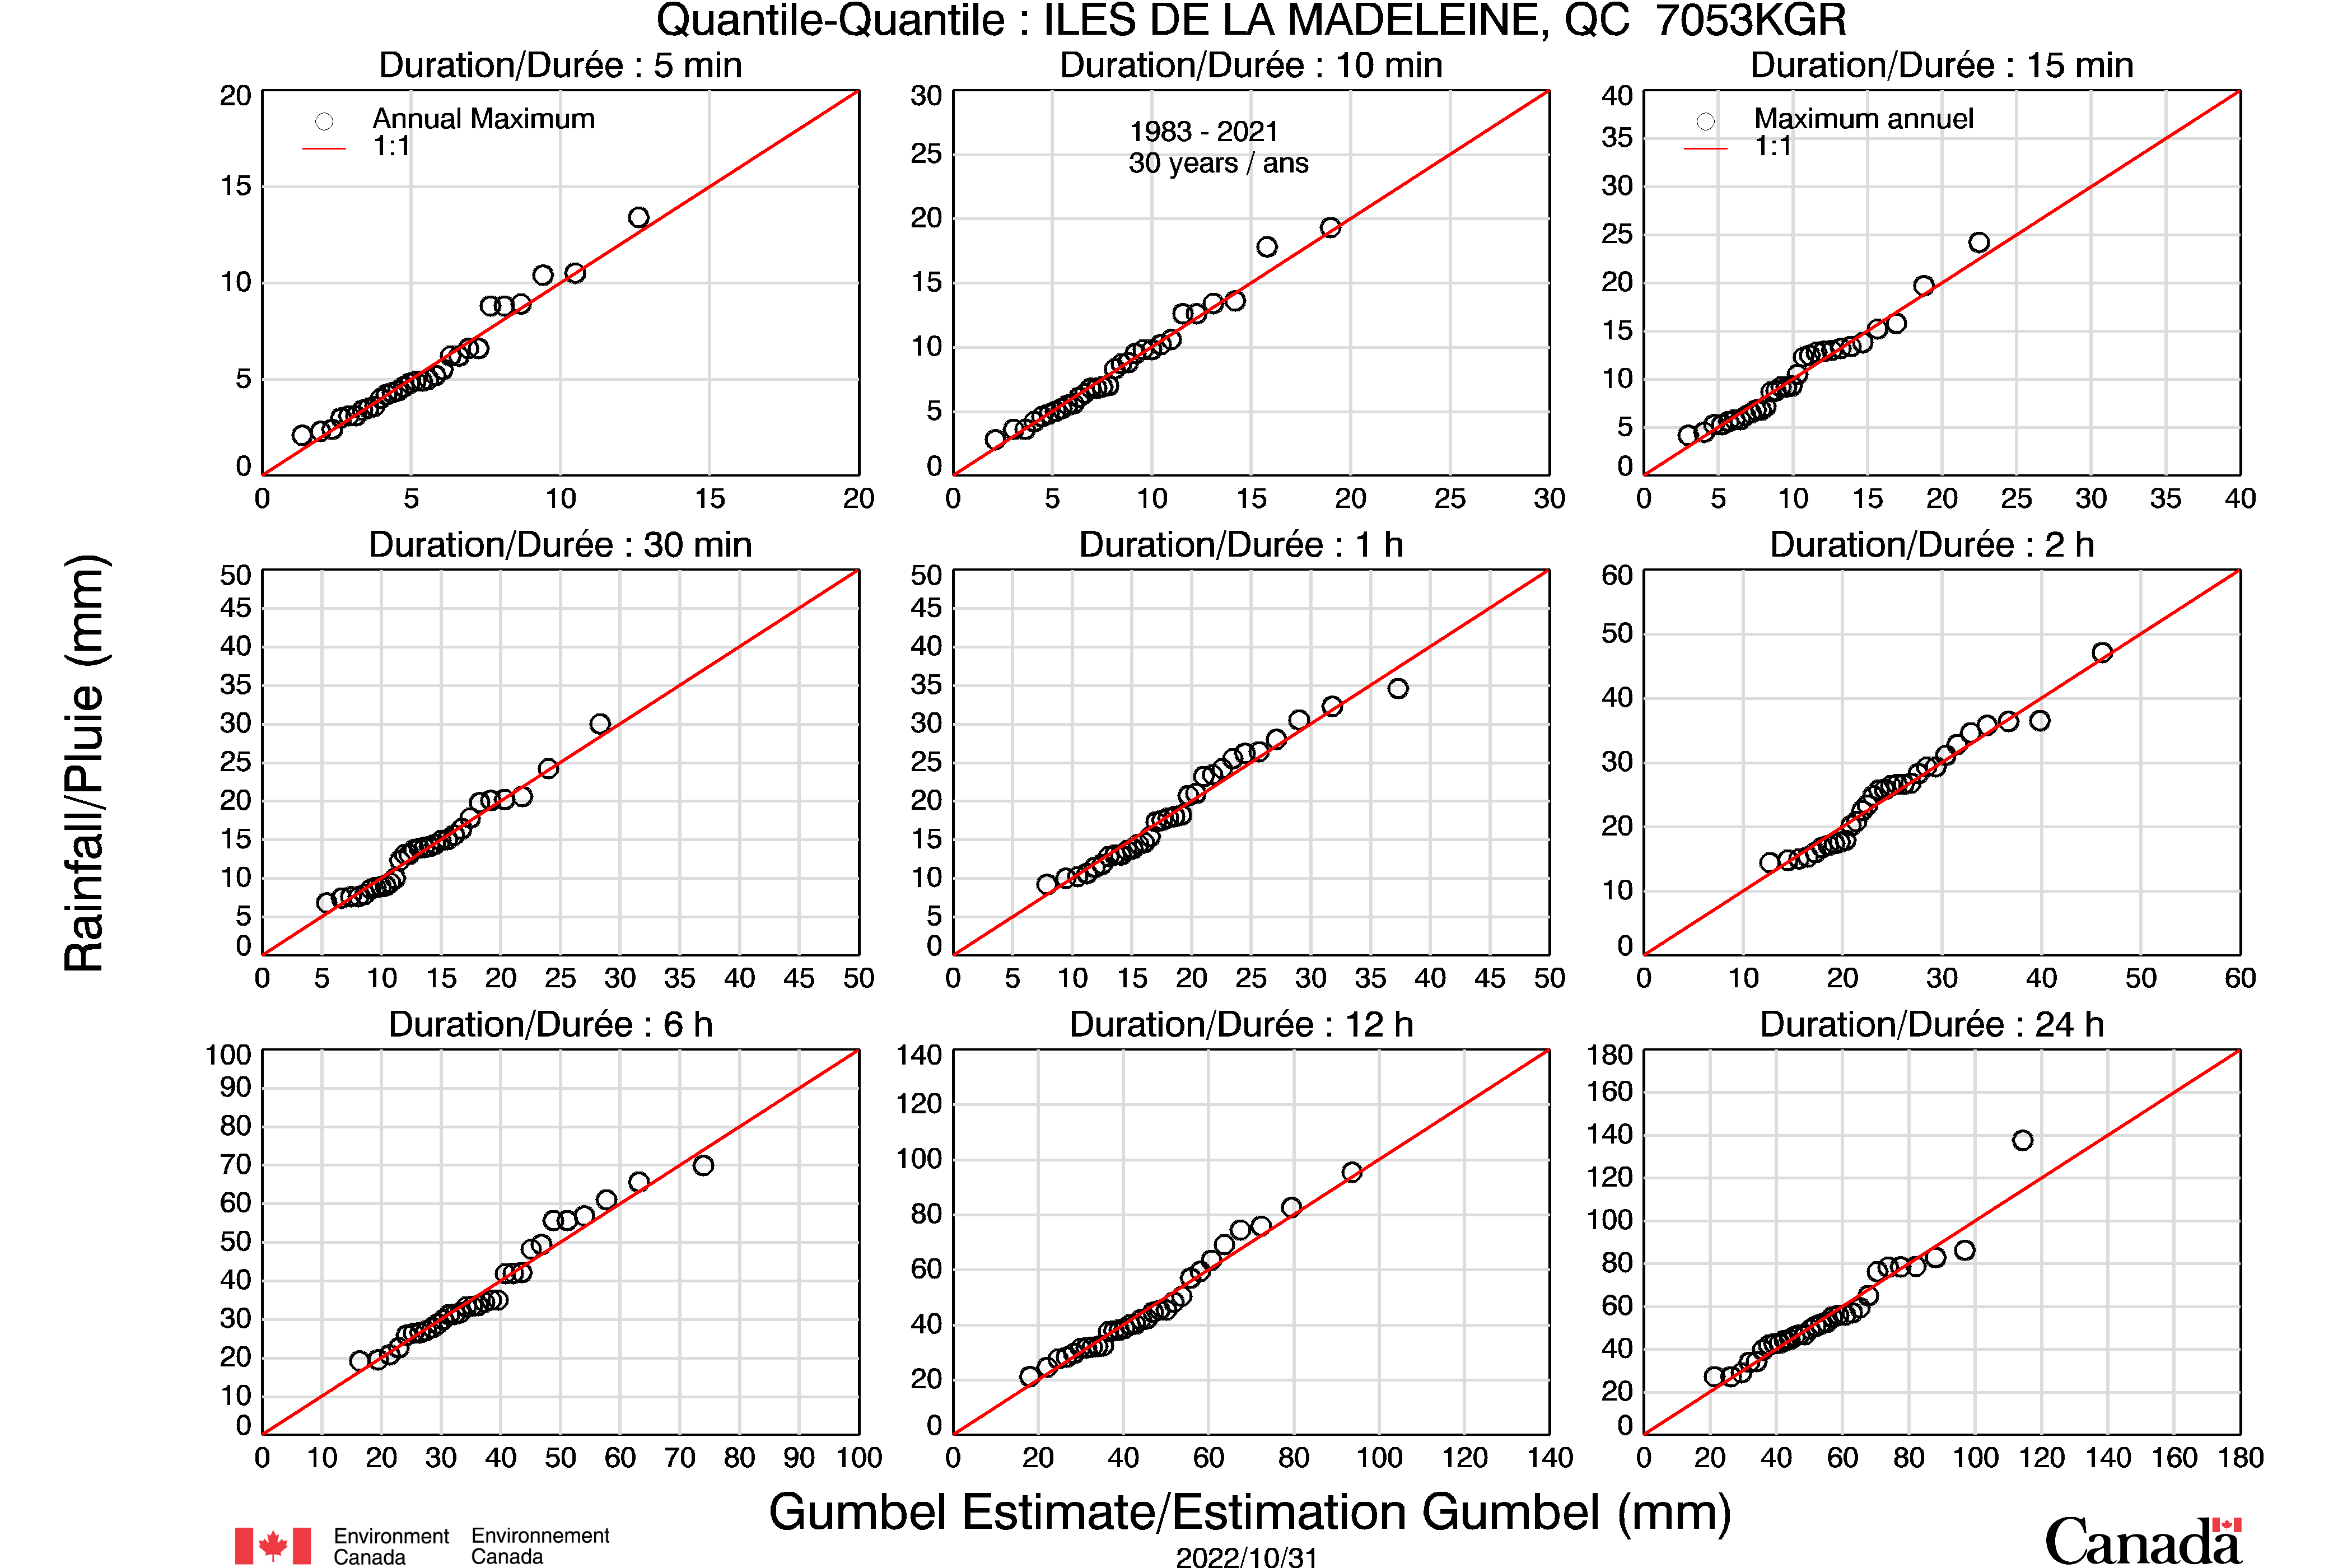 Quantile-Quantile : ILES DE LA MADELEINE, QC 7053KGR
Duration/Durée : 5 min
20
15
10
5
0
0 5 10 15 20
Annual Maximum
1:1
Duration/Durée : 10 min
30
25
20
15
10
5
0
0 5 10 15 20 25 30
1983 - 2021
30 years / ans
Duration/Durée : 15 min
40
35
30
25
20
15
10
5
0
0 5 10 15 20 25 30 35 40
Maximum annuel
1:1
Rainfall/Pluie (mm)
Duration/Durée : 30 min
50
45
40
35
30
25
20
15
10
5
0
0 5 10 15 20 25 30 35 40 45 50
Duration/Durée : 1 h
50
45
40
35
30
25
20
15
10
5
0
0 5 10 15 20 25 30 35 40 45 50
Duration/Durée : 2 h
60
50
40
30
20
10
0
0 10 20 30 40 50 60
Duration/Durée : 6 h
100
90
80
70
60
50
40
30
20
10
0
0 10 20 30 40 50 60 70 80 90 100
Duration/Durée : 12 h
140
120
100
80
60
40
20
0
0 20 40 60 80 100 120 140
Duration/Durée : 24 h
180
160
140
120
100
80
60
40
20
0
0 20 40 60 80 100 120 140 160 180
Gumbel Estimate/Estimation Gumbel (mm)
Environment Environnement
Canada Canada
2022/10/31
Canada